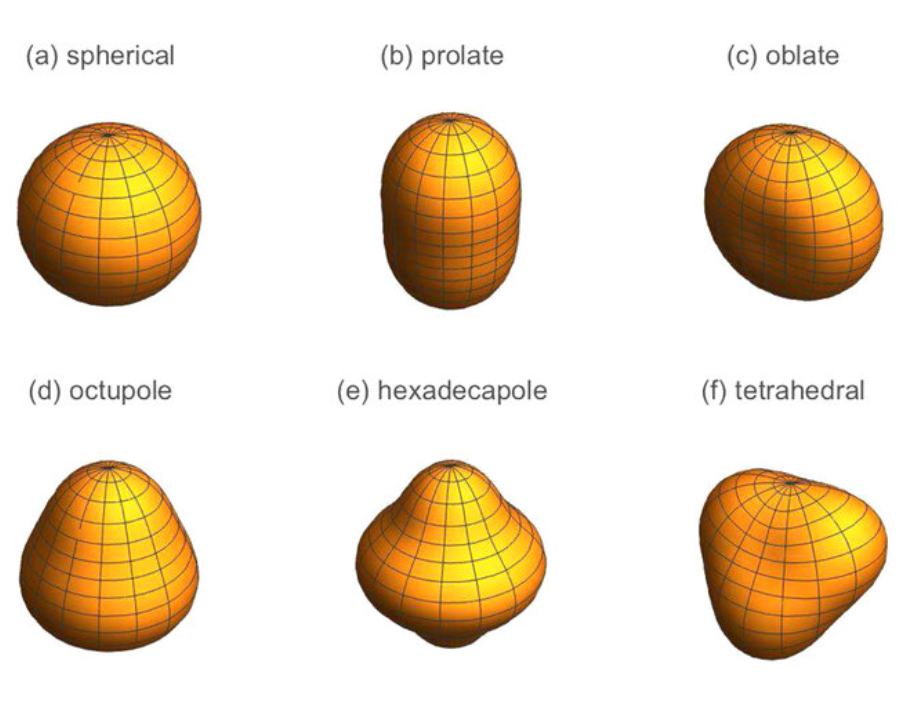 (a) spherical
(b) prolate
(c) oblate
(d) octupole
(e) hexadecapole
(f) tetrahedral